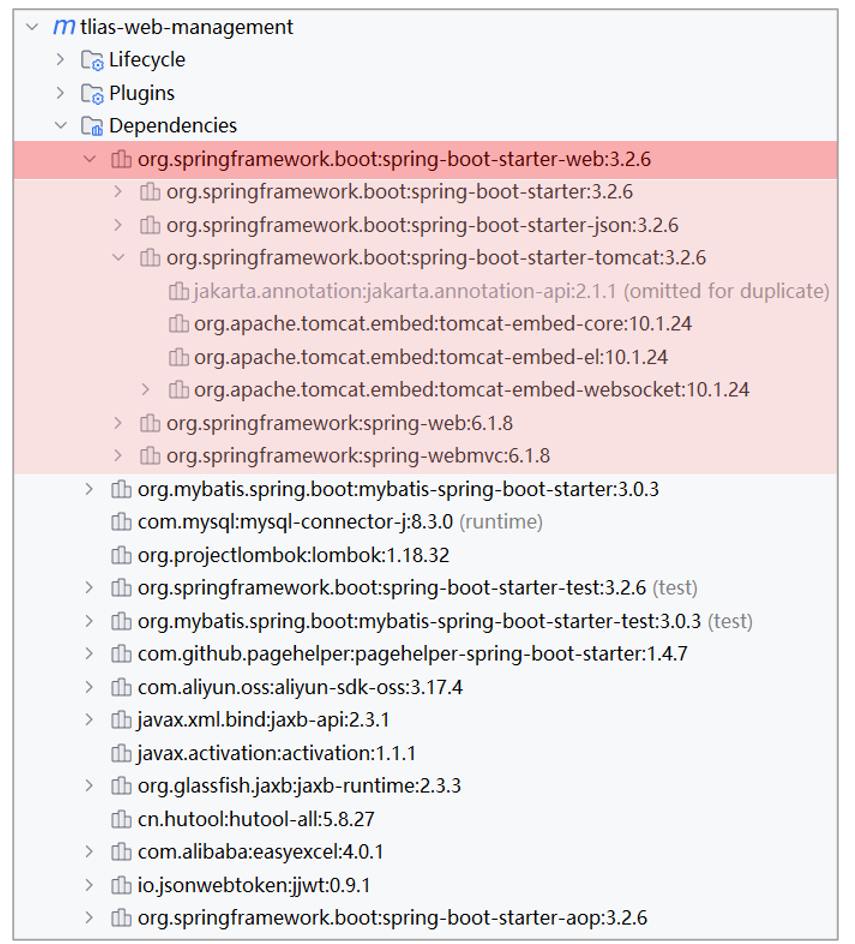 m tlias-web-management
Lifecycle
Plugins
Dependencies
org.springframework.boot:spring-boot-starter-web:3.2.6
org.springframework.boot:spring-boot-starter:3.2.6
org.springframework.boot:spring-boot-starter-json:3.2.6
org.springframework.boot:spring-boot-starter-tomcat:3.2.6
jakarta.annotation:jakarta.annotation-api:2.1.1 (omitted for duplicate)
org.apache.tomcat.embed:tomcat-embed-core:10.1.24
org.apache.tomcat.embed:tomcat-embed-el:10.1.24
org.apache.tomcat.embed:tomcat-embed-websocket:10.1.24
org.springframework:spring-web:6.1.8
org.springframework:spring-webmvc:6.1.8
org.mybatis.spring.boot:mybatis-spring-boot-starter:3.0.3
com.mysql:mysql-connector-j:8.3.0 (runtime)
org.projectlombok:lombok:1.18.32
org.springframework.boot:spring-boot-starter-test:3.2.6 (test)
org.mybatis.spring.boot:mybatis-spring-boot-starter-test:3.0.3 (test)
com.github.pagehelper:pagehelper-spring-boot-starter:1.4.7
com.aliyun.oss:aliyun-sdk-oss:3.17.4
javax.xml.bind:jaxb-api:2.3.1
javax.activation:activation:1.1.1
org.glassfish.jaxb:jaxb-runtime:2.3.3
cn.hutool:hutool-all:5.8.27
com.alibaba:easyexcel:4.0.1
io.jsonwebtoken:jjwt:0.9.1
org.springframework.boot:spring-boot-starter-aop:3.2.6